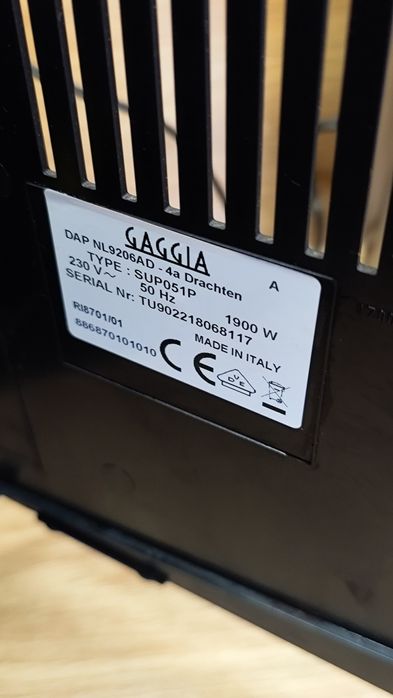 GAGGIA
DAP NL9206AD - 4a Drachten A
TYPE : SUP051P
230 V~ 50 Hz 1900 W
SERIAL Nr: TU902218068117
RI8701/01 MADE IN ITALY
886870101010 CE